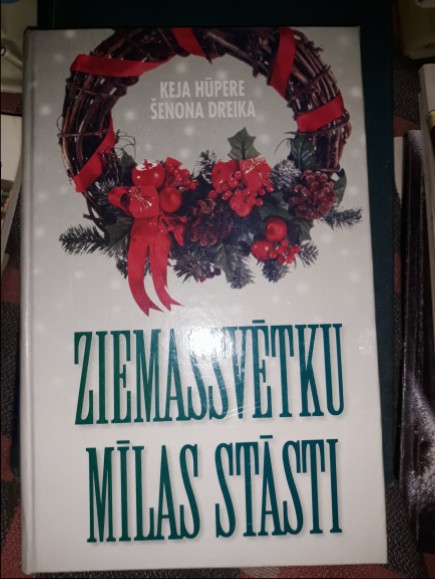 KEJA HŪPERE
ŠENONA DREIKA
ZIEMASSVĒTKU
MĪLAS STĀSTI